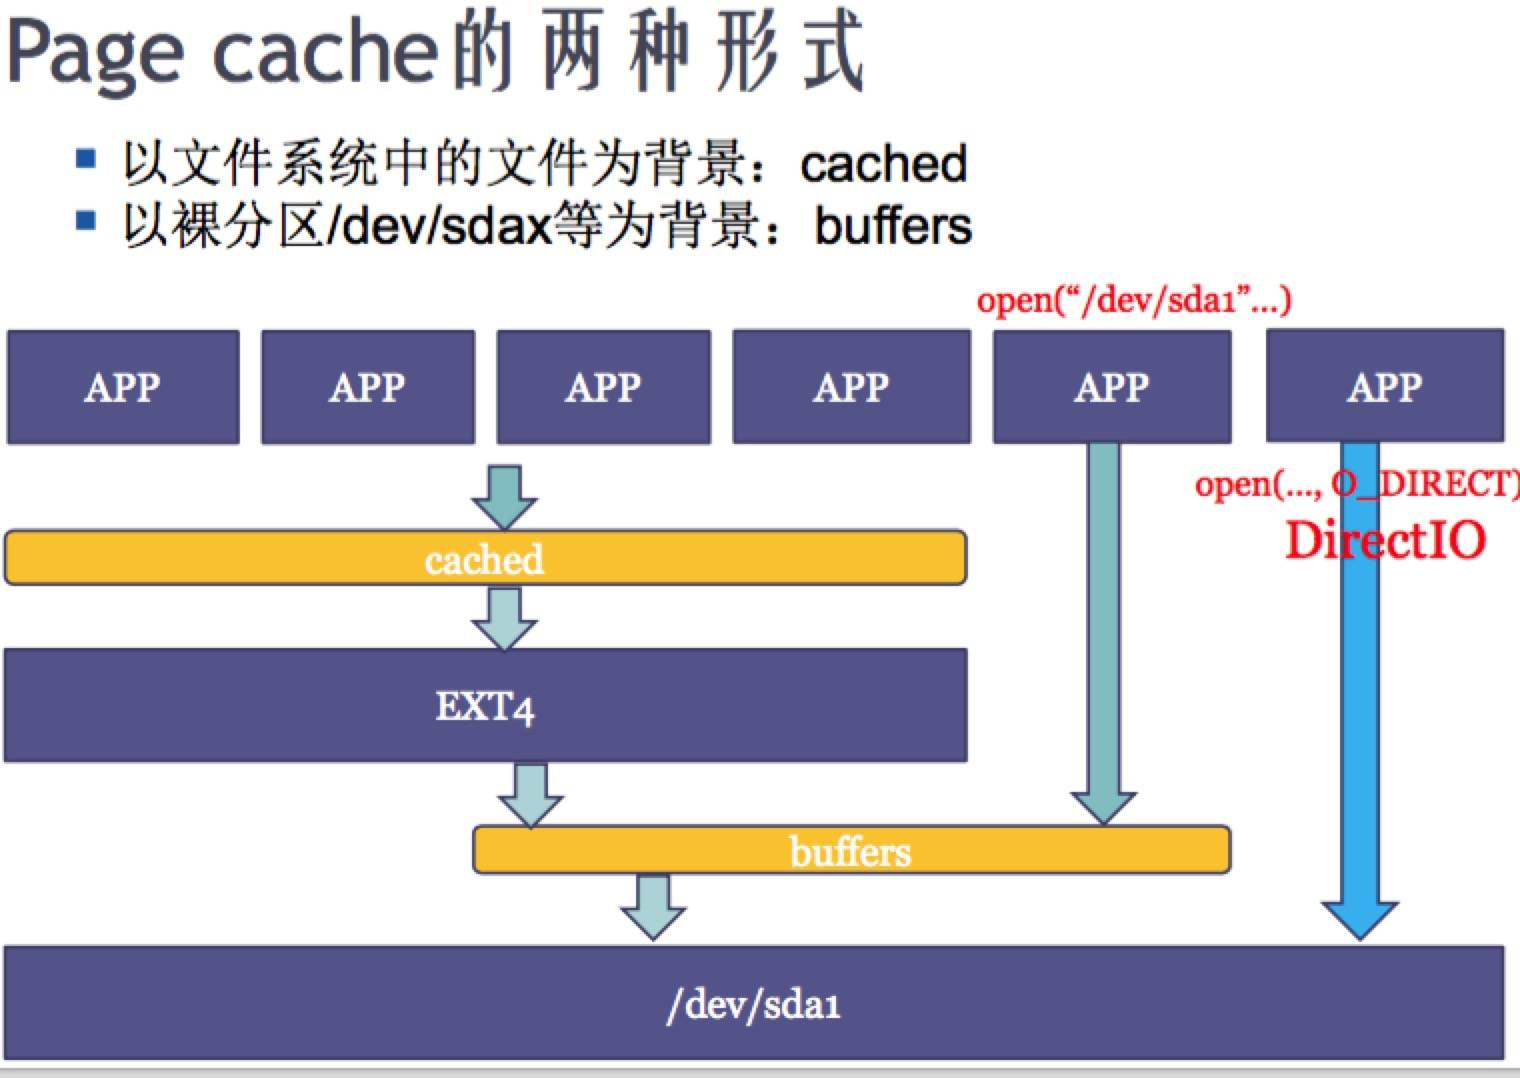 Page cache的两种形式
以文件系统中的文件为背景：cached
以裸分区/dev/sdax等为背景：buffers
open(“/dev/sda1”...)
APP APP APP APP APP APP
open(..., O_DIRECT)
DirectIO
cached
EXT4
buffers
/dev/sda1